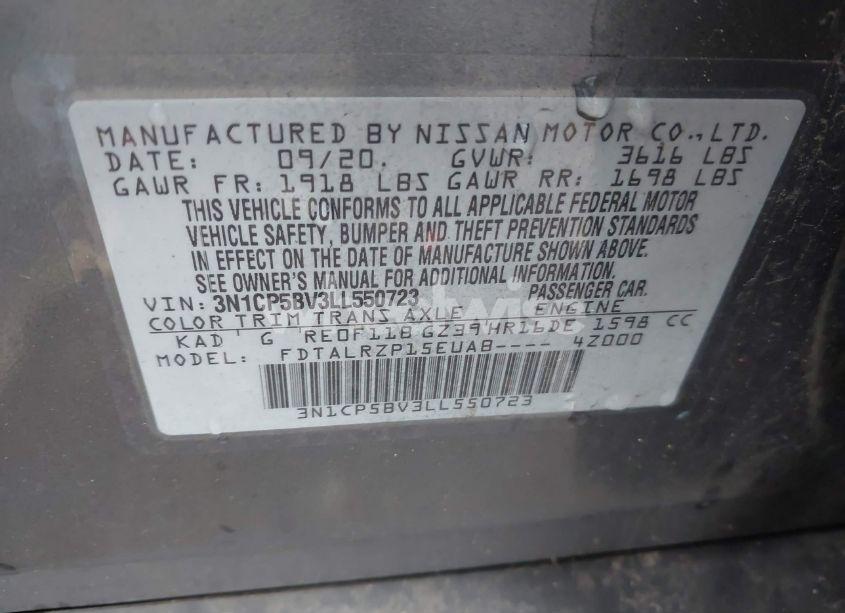 MANUFACTURED BY NISSAN MOTOR CO.,LTD.
DATE: 09/20. GVWR: 3616 LBS
GAWR FR: 1918 LBS GAWR RR: 1698 LBS
THIS VEHICLE CONFORMS TO ALL APPLICABLE FEDERAL MOTOR
VEHICLE SAFETY, BUMPER AND THEFT PREVENTION STANDARDS
IN EFFECT ON THE DATE OF MANUFACTURE SHOWN ABOVE.
SEE OWNER'S MANUAL FOR ADDITIONAL INFORMATION.
VIN: 3N1CP5BV3LL550723 PASSENGER CAR.
COLOR TRIM TRANS AXLE ENGINE
KAD G RE0F11B GZ39 HR16DE 1598 CC
MODEL: FDTALRZP15EUA8---- 4Z000
3N1CP5BV3LL550723